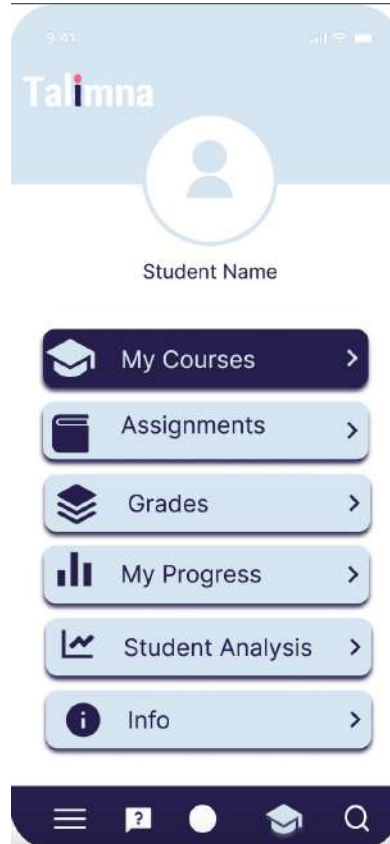 9:41
Talimna
Student Name
My Courses
Assignments
Grades
My Progress
Student Analysis
Info
?